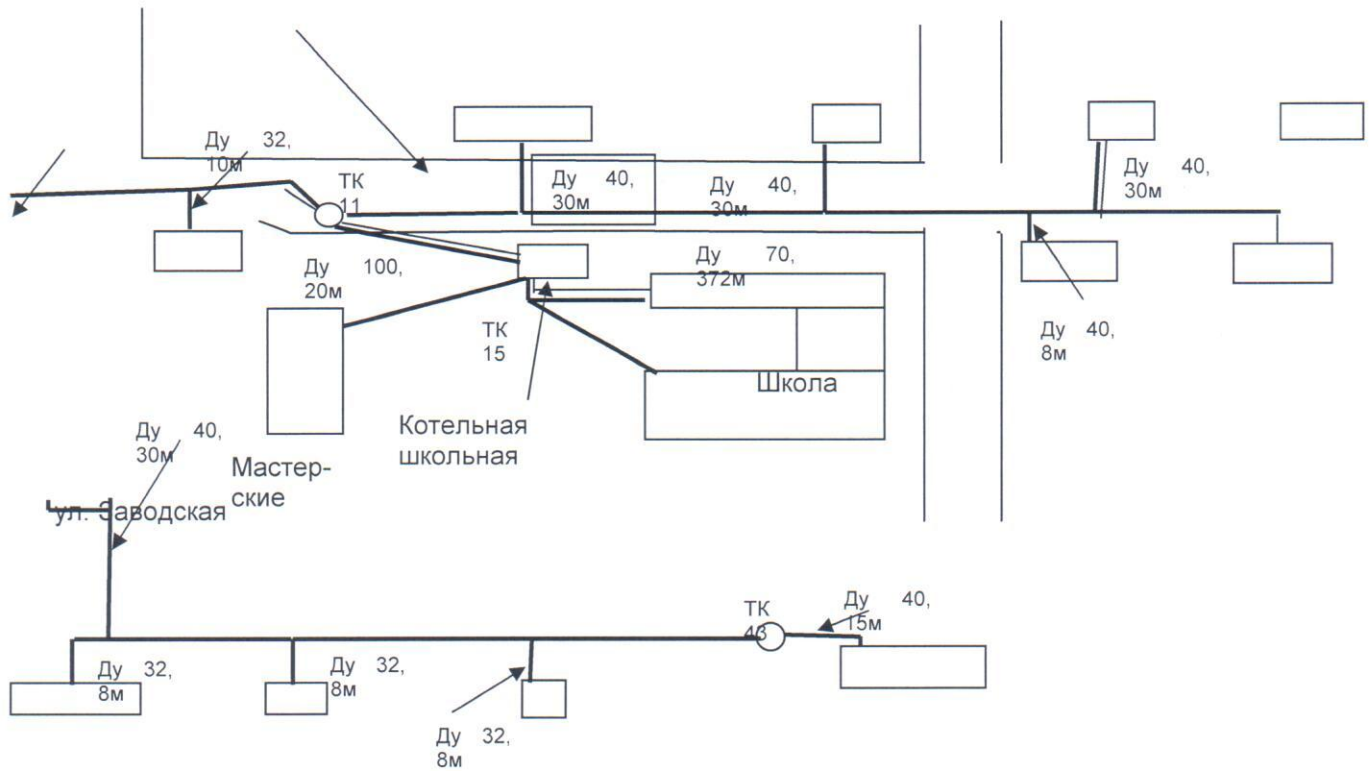 Ду 32,
10м
ТК
11
Ду 40,
30м
Ду 40,
30м
Ду 40,
30м
Ду 100,
20м
Ду 70,
372м
ТК
15
Ду 40,
8м
Школа
Котельная
школьная
Ду 40,
30м
Мастер-
ские
ул. Заводская
ТК
43
Ду 40,
15м
Ду 32,
8м
Ду 32,
8м
Ду 32,
8м